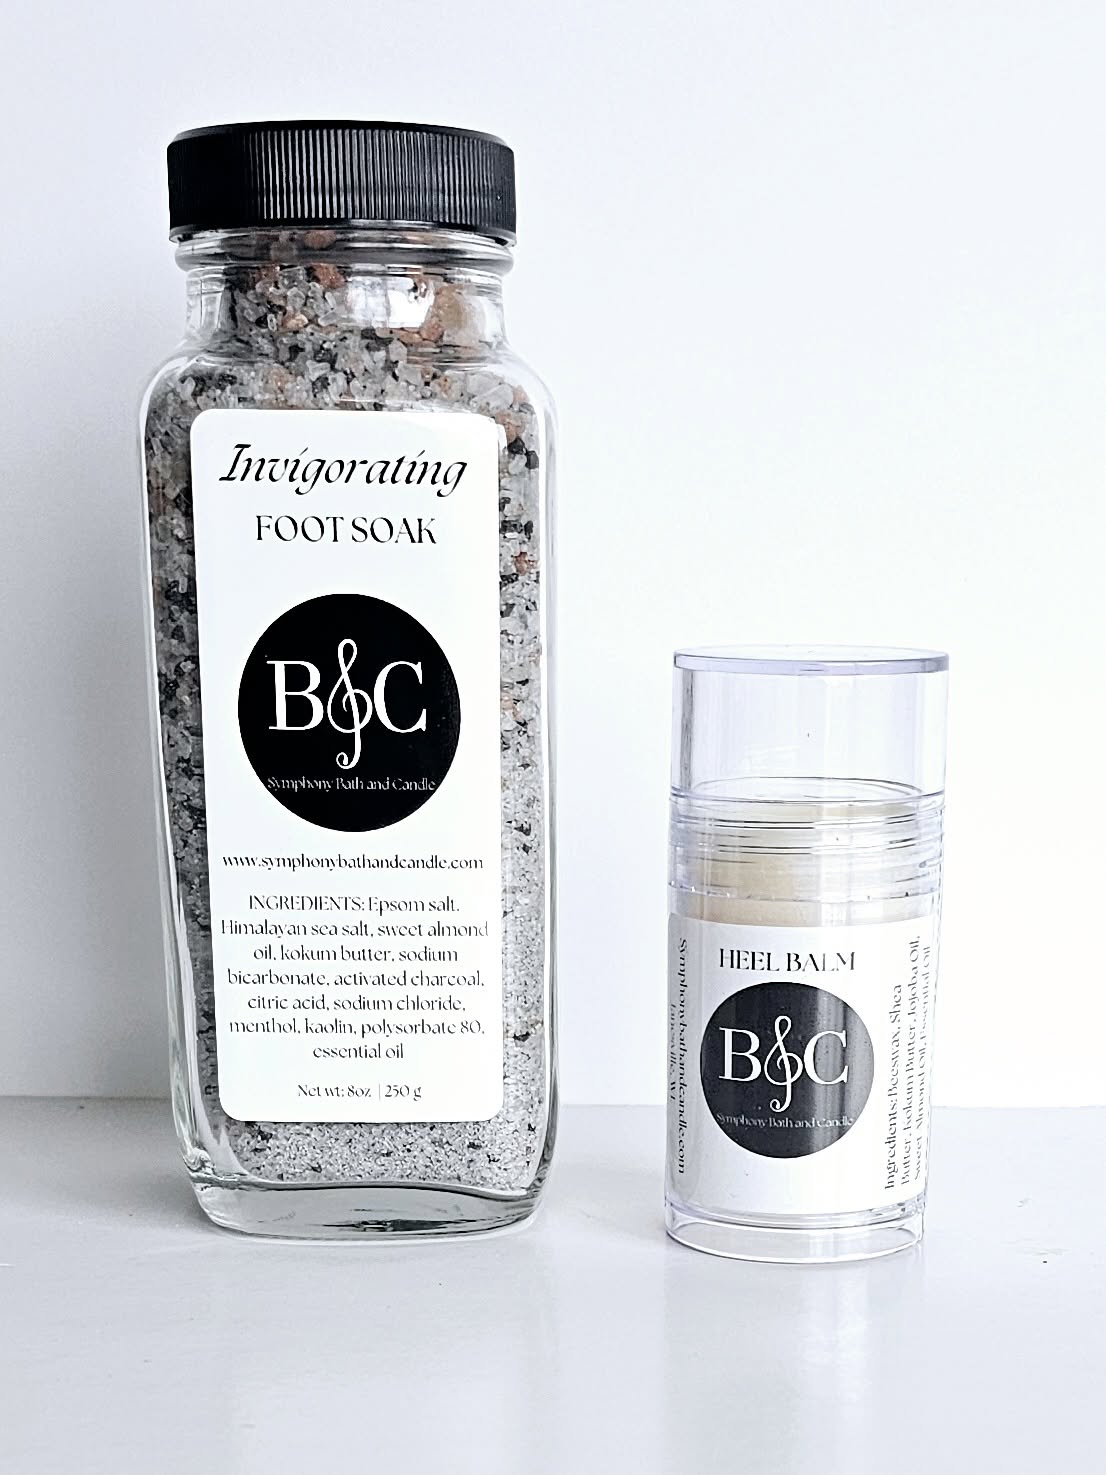 Invigorating
FOOT SOAK
B&C
Symphony Bath and Candle
www.symphonybathandcandle.com
INGREDIENTS: Epsom salt,
Himalayan sea salt, sweet almond
oil, kokum butter, sodium
bicarbonate, activated charcoal,
citric acid, sodium chloride,
menthol, kaolin, polysorbate 80,
essential oil
Net wt: 8oz | 250 g
HEEL BALM
B&C
Symphony Bath and Candle
Symphonybathandcandle.com
WI
Ingredients: Beeswax, Shea
Butter, Kokum Butter, Jojoba Oil,
Sweet Almond Oil, Essential Oil